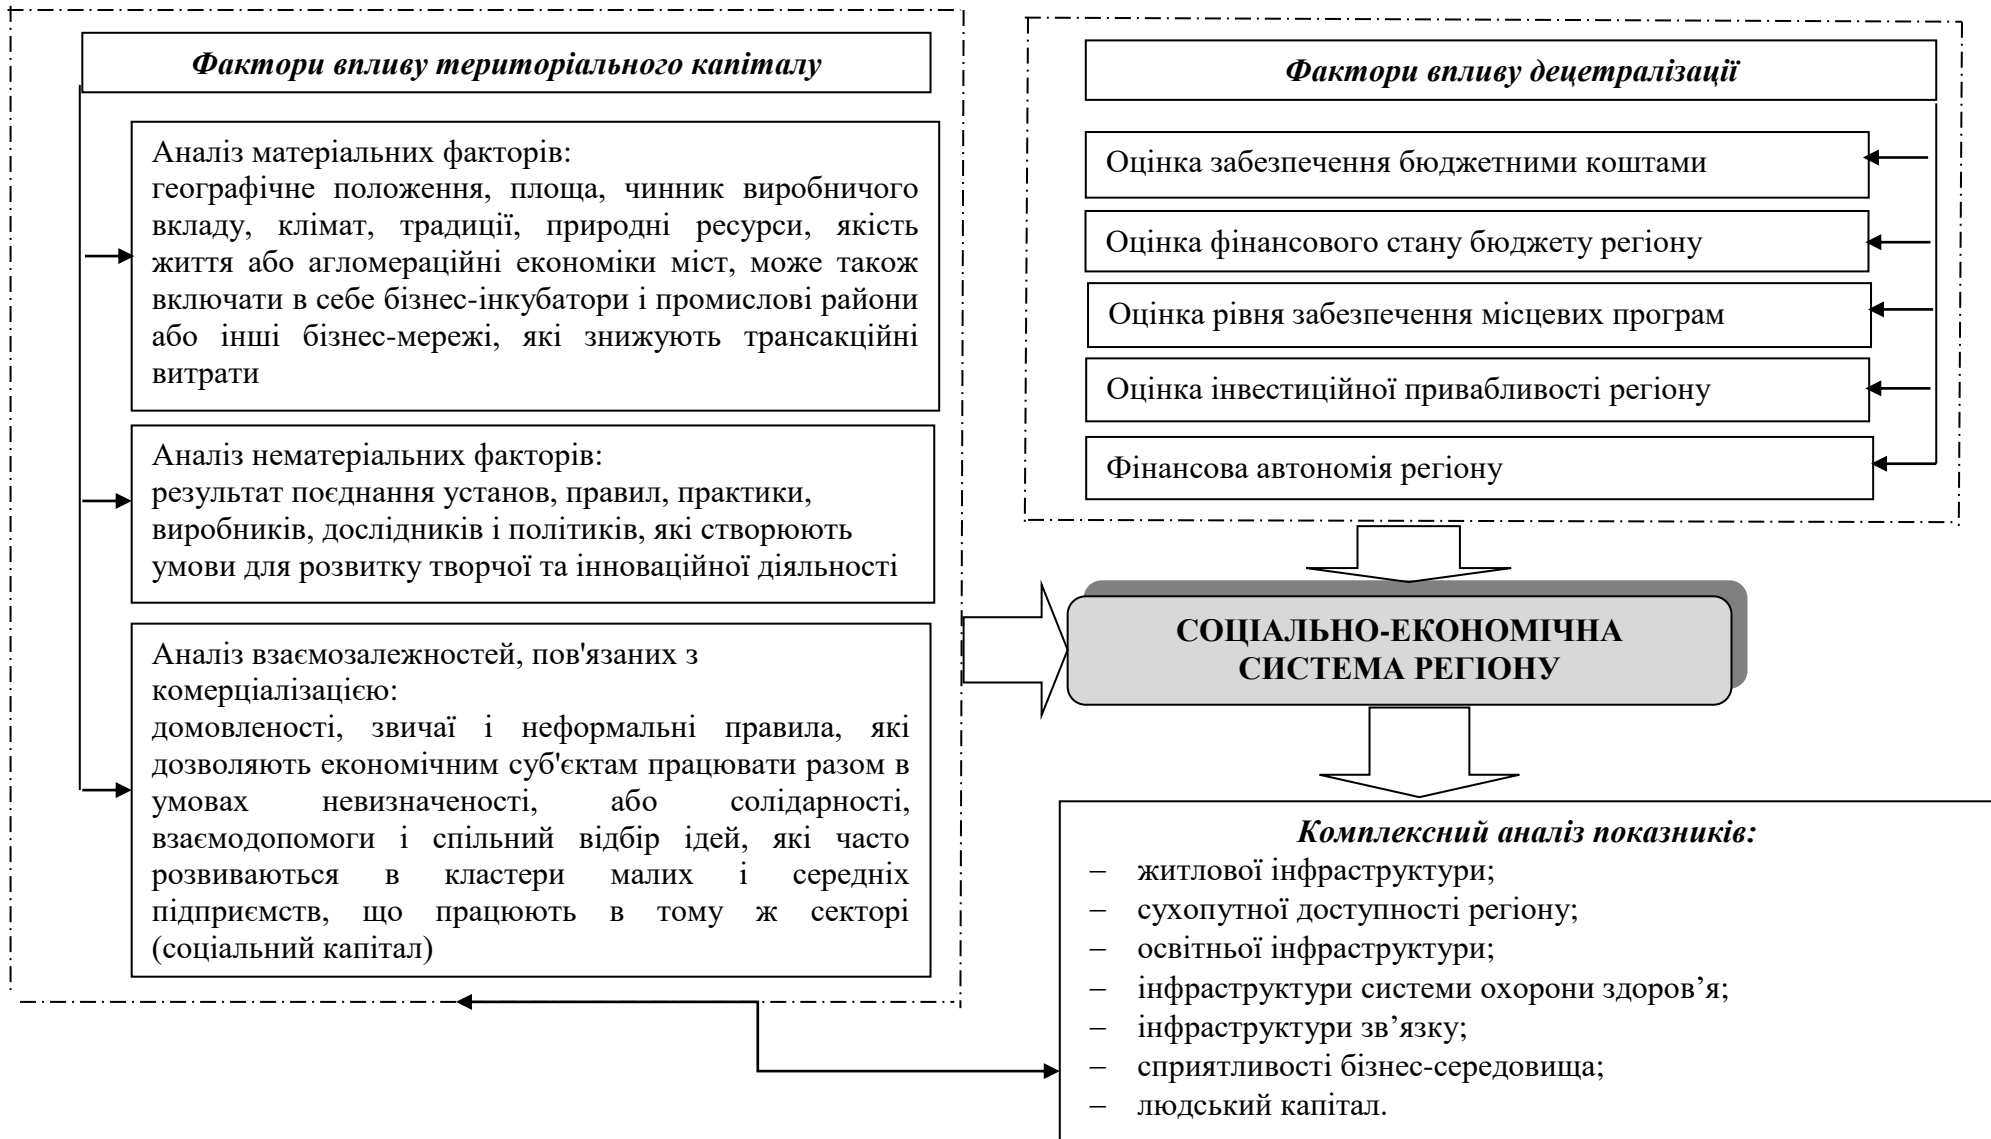 Фактори впливу територіального капіталу
Аналіз матеріальних факторів:
географічне положення, площа, чинник виробничого
вкладу, клімат, традиції, природні ресурси, якість
життя або агломераційні економіки міст, може також
включати в себе бізнес-інкубатори і промислові райони
або інші бізнес-мережі, які знижують трансакційні
витрати
Аналіз нематеріальних факторів:
результат поєднання установ, правил, практики,
виробників, дослідників і політиків, які створюють
умови для розвитку творчої та інноваційної діяльності
Аналіз взаємозалежностей, пов'язаних з
комерціалізацією:
домовленості, звичаї і неформальні правила, які
дозволяють економічним суб'єктам працювати разом в
умовах невизначеності, або солідарності,
взаємодопомоги і спільний відбір ідей, які часто
розвиваються в кластери малих і середніх
підприємств, що працюють в тому ж секторі
(соціальний капітал)
Фактори впливу децетралізації
Оцінка забезпечення бюджетними коштами
Оцінка фінансового стану бюджету регіону
Оцінка рівня забезпечення місцевих програм
Оцінка інвестиційної привабливості регіону
Фінансова автономія регіону
СОЦІАЛЬНО-ЕКОНОМІЧНА
СИСТЕМА РЕГІОНУ
Комплексний аналіз показників:
– житлової інфраструктури;
– сухопутної доступності регіону;
– освітньої інфраструктури;
– інфраструктури системи охорони здоров’я;
– інфраструктури зв’язку;
– сприятливості бізнес-середовища;
– людський капітал.